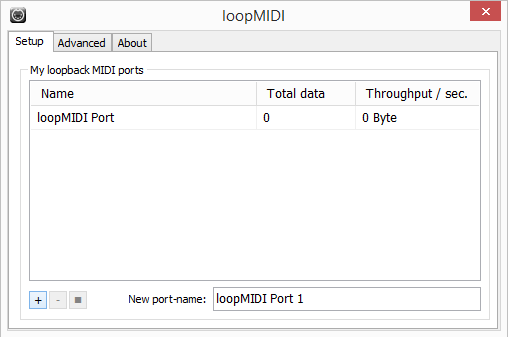 loopMIDI
Setup Advanced About
My loopback MIDI ports
Name Total data Throughput / sec.
loopMIDI Port 0 0 Byte
+ - New port-name: loopMIDI Port 1